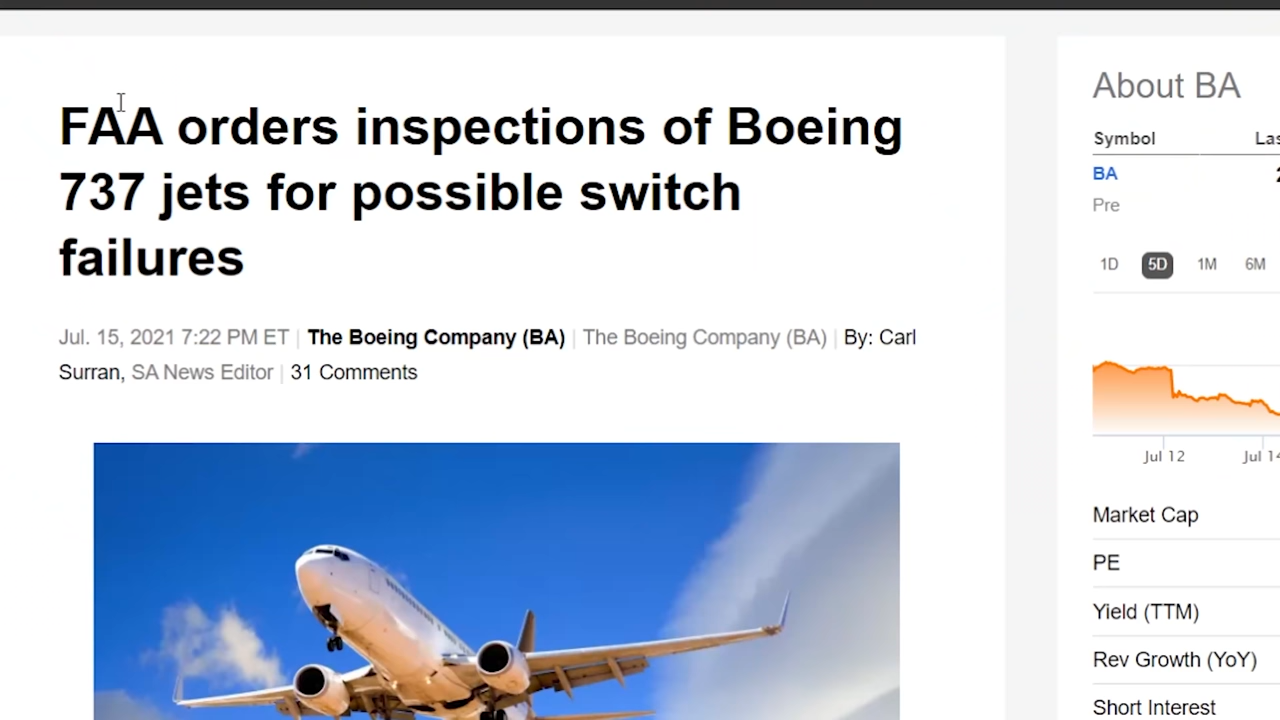 FAA orders inspections of Boeing
737 jets for possible switch
failures
Jul. 15, 2021 7:22 PM ET | The Boeing Company (BA) | The Boeing Company (BA) | By: Carl
Surran, SA News Editor | 31 Comments
About BA
Symbol
BA
Pre
1D 5D 1M 6M
Jul 12
Market Cap
PE
Yield (TTM)
Rev Growth (YoY)
Short Interest